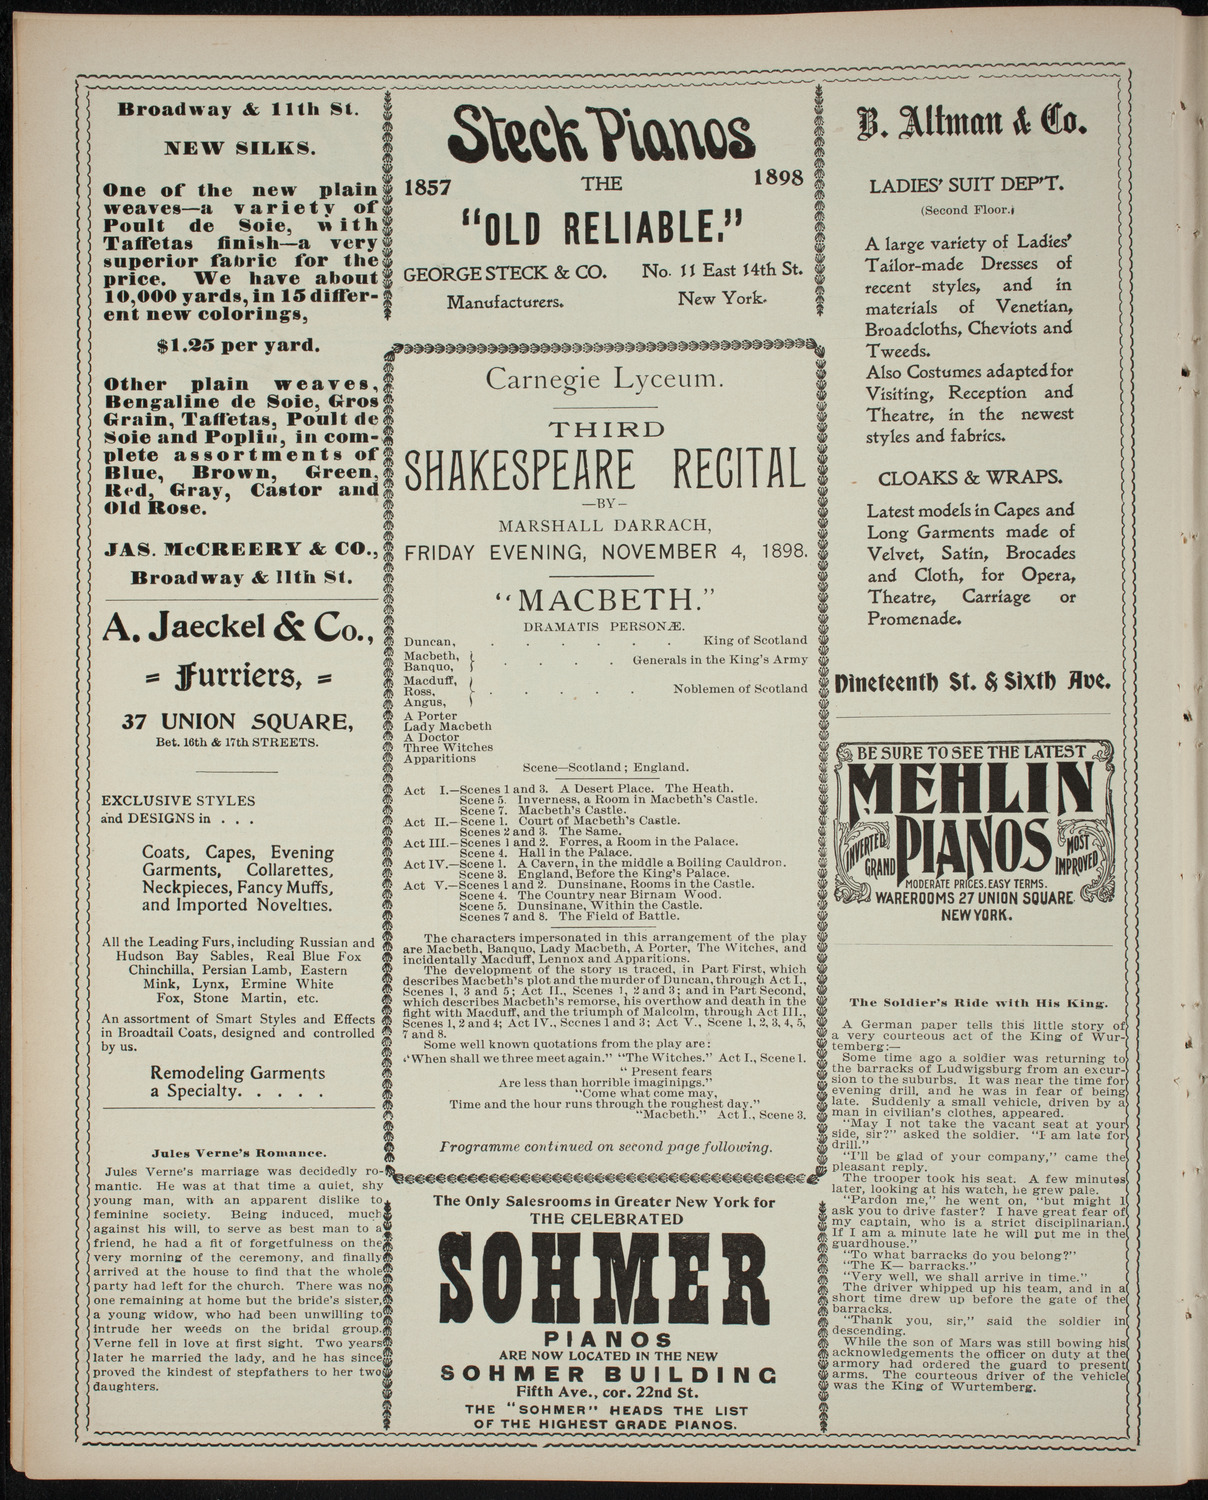 Broadway & 11th St.
NEW SILKS.
One of the new plain
weaves—a variety of
Poult de Soie, with
Taffetas finish—a very
superior fabric for the
price. We have about
10,000 yards, in 15 differ-
ent new colorings,
$1.25 per yard.
Other plain weaves,
Bengaline de Soie, Gros
Grain, Taffetas, Poult de
Soie and Poplin, in com-
plete assortments of
Blue, Brown, Green,
Red, Gray, Castor and
Old Rose.
JAS. McCREERY & CO.,
Broadway & 11th St.
A. Jaeckel & Co.,
= Furriers, =
37 UNION SQUARE,
Bet. 16th & 17th STREETS.
EXCLUSIVE STYLES
and DESIGNS in . . .
Coats, Capes, Evening
Garments, Collarettes,
Neckpieces, Fancy Muffs,
and Imported Novelties.
All the Leading Furs, including Russian and
Hudson Bay Sables, Real Blue Fox
Chinchilla, Persian Lamb, Eastern
Mink, Lynx, Ermine White
Fox, Stone Martin, etc.
An assortment of Smart Styles and Effects
in Broadtail Coats, designed and controlled
by us.
Remodeling Garments
a Specialty. . . . .
Jules Verne's Romance.
Jules Verne's marriage was decidedly ro-
mantic. He was at that time a quiet, shy
young man, with an apparent dislike to
feminine society. Being induced, much
against his will, to serve as best man to a
friend, he had a fit of forgetfulness on the
very morning of the ceremony, and finally
arrived at the house to find that the whole
party had left for the church. There was no
one remaining at home but the bride's sister,
a young widow, who had been unwilling to
intrude her weeds on the bridal group.
Verne fell in love at first sight. Two years
later he married the lady, and he has since
proved the kindest of stepfathers to her two
daughters.
Steck Pianos
1857 THE 1898
"OLD RELIABLE."
GEORGE STECK & CO. No. 11 East 14th St.
Manufacturers. New York.
Carnegie Lyceum.
THIRD
SHAKESPEARE RECITAL
—BY—
MARSHALL DARRACH,
FRIDAY EVENING, NOVEMBER 4, 1898.
"MACBETH."
DRAMATIS PERSONÆ.
Duncan, . . . . . . King of Scotland
Macbeth, }
Banquo, } . . . . Generals in the King's Army
Macduff, }
Ross, } . . . . . Noblemen of Scotland
Angus, }
A Porter
Lady Macbeth
A Doctor
Three Witches
Apparitions
Scene—Scotland; England.
Act I.—Scenes 1 and 3. A Desert Place. The Heath.
Scene 5. Inverness, a Room in Macbeth's Castle.
Scene 7. Macbeth's Castle.
Act II.—Scene 1. Court of Macbeth's Castle.
Scenes 2 and 3. The Same.
Act III.—Scenes 1 and 2. Forres, a Room in the Palace.
Scene 4. Hall in the Palace.
Act IV.—Scene 1. A Cavern, in the middle a Boiling Cauldron.
Scene 3. England, Before the King's Palace.
Act V.—Scenes 1 and 2. Dunsinane, Rooms in the Castle.
Scene 4. The Country near Birnam Wood.
Scene 5. Dunsinane, Within the Castle.
Scenes 7 and 8. The Field of Battle.
The characters impersonated in this arrangement of the play
are Macbeth, Banquo, Lady Macbeth, A Porter, The Witches, and
incidentally Macduff, Lennox and Apparitions.
The development of the story is traced, in Part First, which
describes Macbeth's plot and the murder of Duncan, through Act I.,
Scenes 1, 3 and 5; Act II., Scenes 1, 2 and 3; and in Part Second,
which describes Macbeth's remorse, his overthrow and death in the
fight with Macduff, and the triumph of Malcolm, through Act III.,
Scenes 1, 2 and 4; Act IV., Scenes 1 and 3; Act V., Scene 1, 2, 3, 4, 5,
7 and 8.
Some well known quotations from the play are:
"When shall we three meet again." "The Witches." Act I., Scene 1.
"Present fears
Are less than horrible imaginings."
"Come what come may,
Time and the hour runs through the roughest day."
"Macbeth." Act I., Scene 3.
Programme continued on second page following.
The Only Salesrooms in Greater New York for
THE CELEBRATED
SOHMER
PIANOS
ARE NOW LOCATED IN THE NEW
SOHMER BUILDING
Fifth Ave., cor. 22nd St.
THE "SOHMER" HEADS THE LIST
OF THE HIGHEST GRADE PIANOS.
B. Altman & Co.
LADIES' SUIT DEP'T.
(Second Floor.)
A large variety of Ladies'
Tailor-made Dresses of
recent styles, and in
materials of Venetian,
Broadcloths, Cheviots and
Tweeds.
Also Costumes adapted for
Visiting, Reception and
Theatre, in the newest
styles and fabrics.
CLOAKS & WRAPS.
Latest models in Capes and
Long Garments made of
Velvet, Satin, Brocades
and Cloth, for Opera,
Theatre, Carriage or
Promenade.
Nineteenth St. & Sixth Ave.
BE SURE TO SEE THE LATEST
MEHLIN
INVERTED GRAND PIANOS MOST IMPROVED
MODERATE PRICES. EASY TERMS.
WAREROOMS 27 UNION SQUARE
NEW YORK.
The Soldier's Ride with His King.
A German paper tells this little story of
a very courteous act of the King of Wur-
temberg:—
Some time ago a soldier was returning to
the barracks of Ludwigsburg from an excur-
sion to the suburbs. It was near the time for
evening drill, and he was in fear of being
late. Suddenly a small vehicle, driven by a
man in civilian's clothes, appeared.
"May I not take the vacant seat at your
side, sir?" asked the soldier. "I am late for
drill."
"I'll be glad of your company," came the
pleasant reply.
The trooper took his seat. A few minutes
later, looking at his watch, he grew pale.
"Pardon me," he went on, "but might I
ask you to drive faster? I have great fear of
my captain, who is a strict disciplinarian.
If I am a minute late he will put me in the
guardhouse."
"To what barracks do you belong?"
"The K— barracks."
"Very well, we shall arrive in time."
The driver whipped up his team, and in a
short time drew up before the gate of the
barracks.
"Thank you, sir," said the soldier in
descending.
While the son of Mars was still bowing his
acknowledgements the officer on duty at the
armory had ordered the guard to present
arms. The courteous driver of the vehicle
was the King of Wurtemberg.